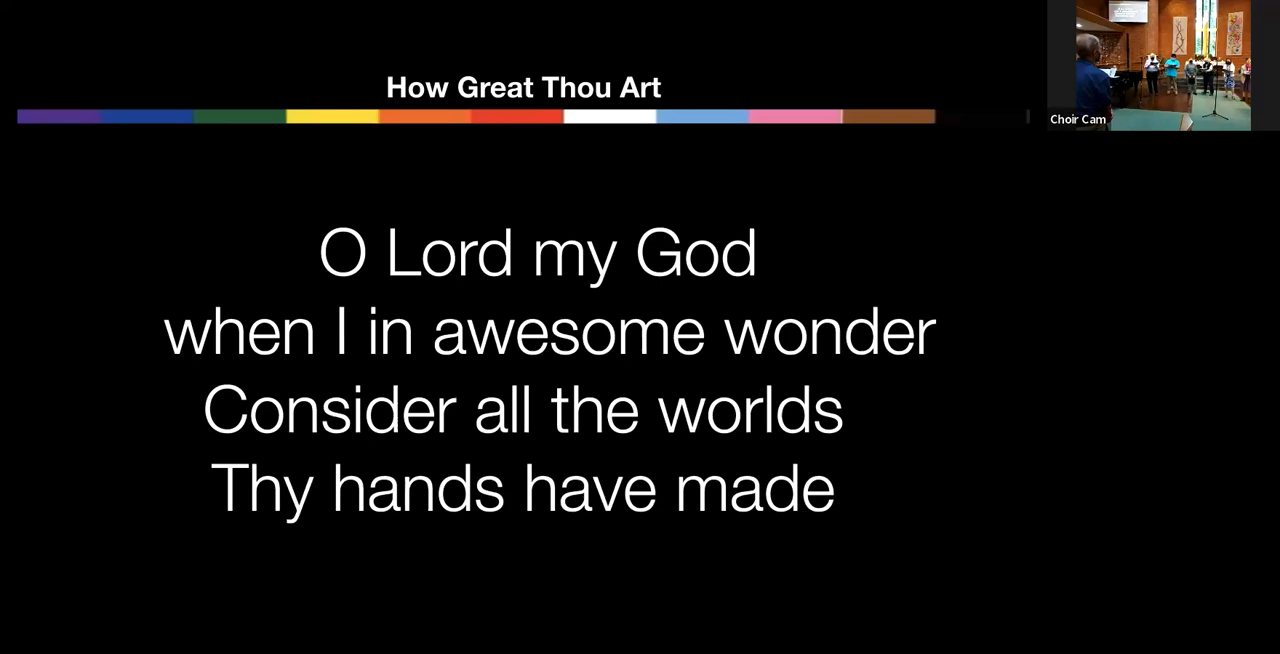 How Great Thou Art
Choir Cam
O Lord my God
when I in awesome wonder
Consider all the worlds
Thy hands have made